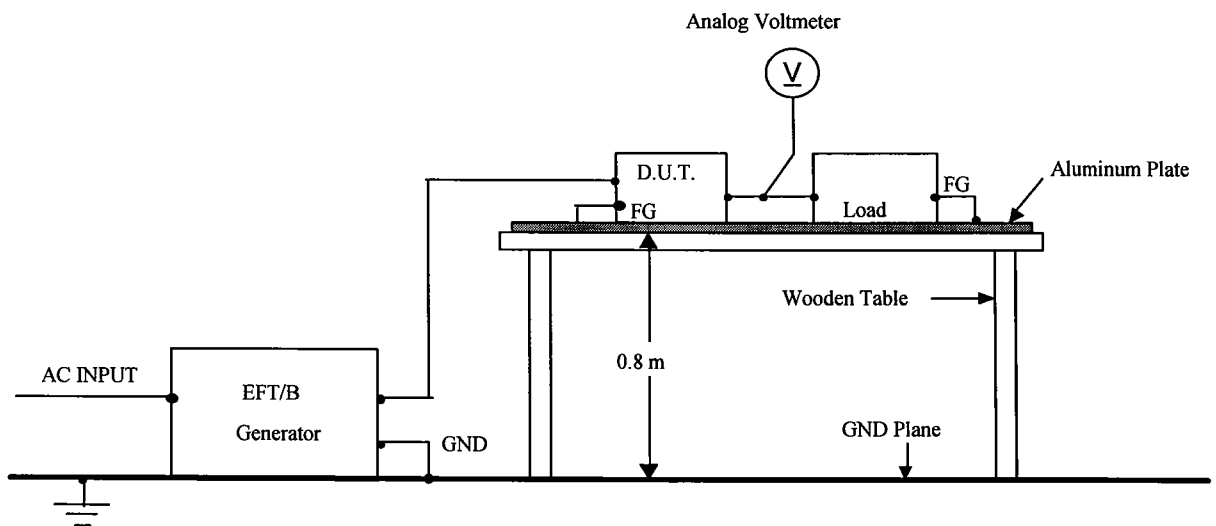 Analog Voltmeter
V
D.U.T.
FG
Load
FG
Aluminum Plate
Wooden Table
0.8 m
AC INPUT
EFT/B
Generator
GND
GND Plane